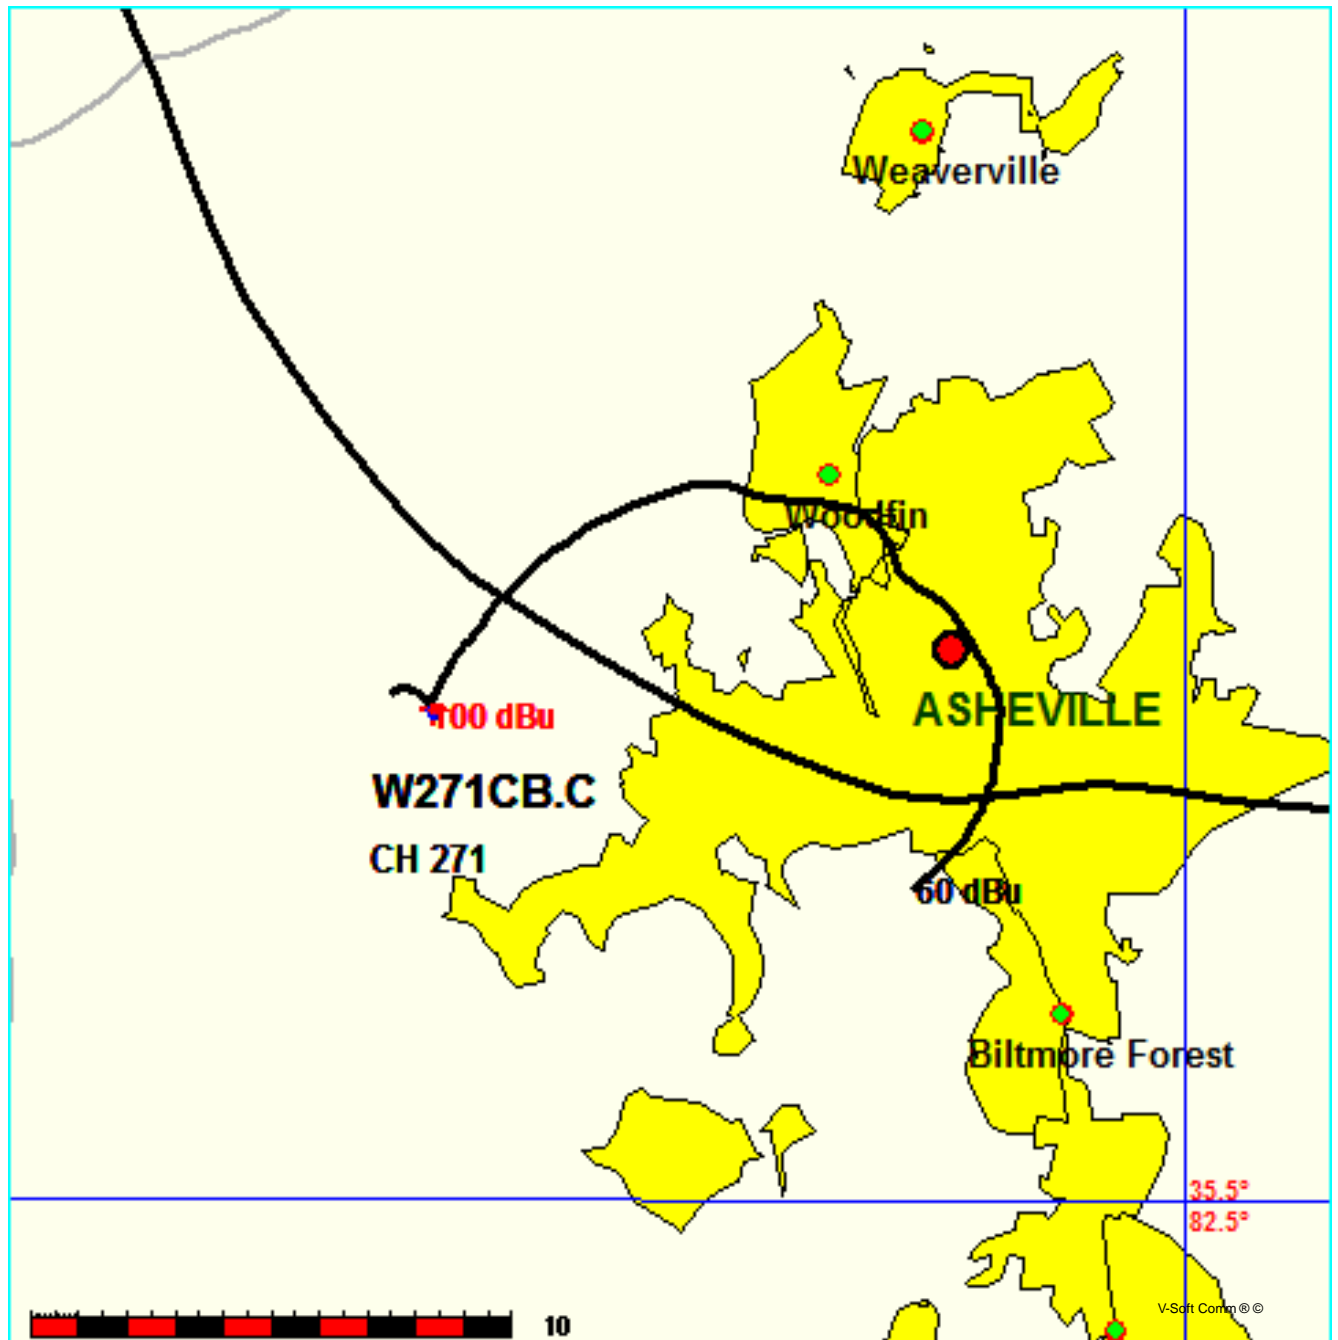 Weaverville
Woodfin
ASHEVILLE
100 dBu
W271CB.C
CH 271
60 dBu
Biltmore Forest
35.5°
82.5°
V-Soft Comm ® ©
10